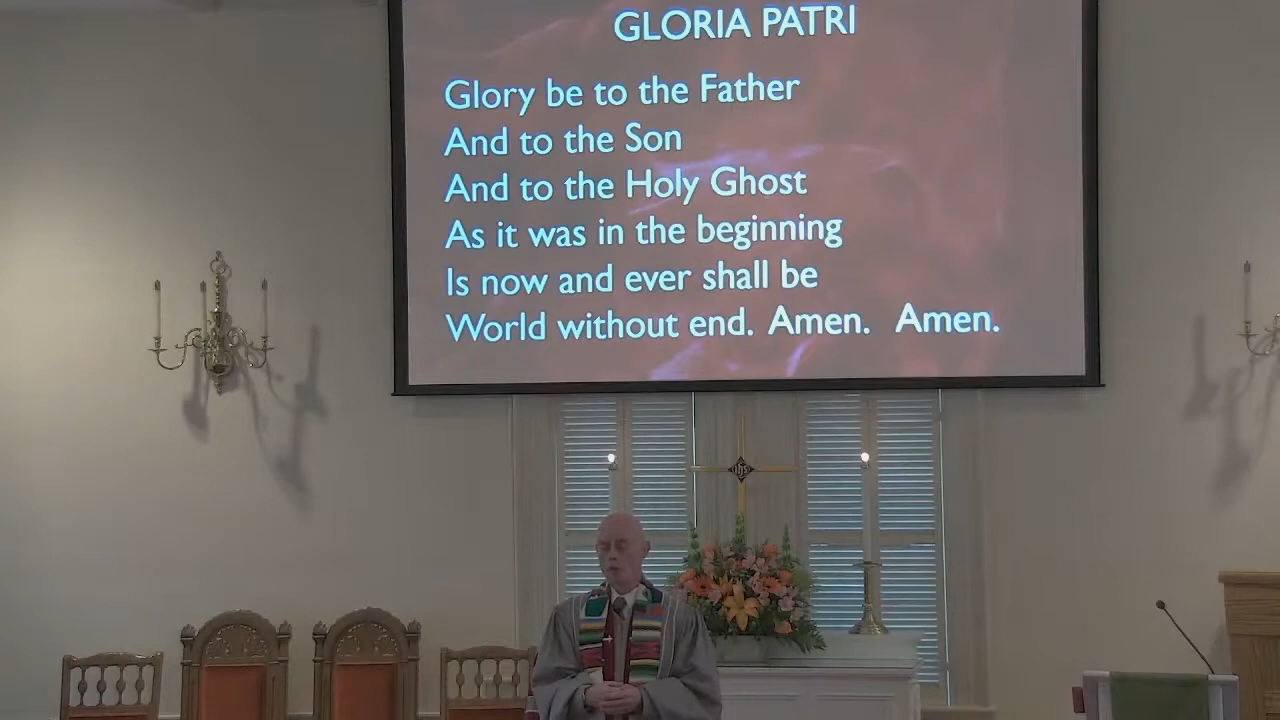 GLORIA PATRI
Glory be to the Father
And to the Son
And to the Holy Ghost
As it was in the beginning
Is now and ever shall be
World without end. Amen. Amen.
IHS